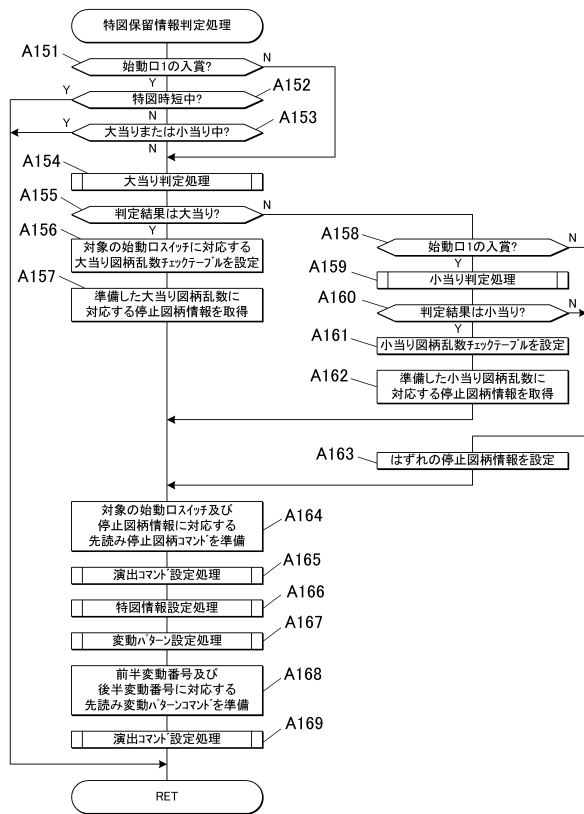 特図保留情報判定処理
A151
始動口1の入賞?
N
Y
A152
Y
特図時短中?
N
A153
Y
大当りまたは小当り中?
N
A154
大当り判定処理
A155
判定結果は大当り?
N
Y
A156
対象の始動口スイッチに対応する
大当り図柄乱数チェックテーブルを設定
A157
準備した大当り図柄乱数に
対応する停止図柄情報を取得
A158
始動口1の入賞?
N
Y
A159
小当り判定処理
A160
判定結果は小当り?
N
Y
A161
小当り図柄乱数チェックテーブルを設定
A162
準備した小当り図柄乱数に
対応する停止図柄情報を取得
A163
はずれの停止図柄情報を設定
対象の始動口スイッチ及び
停止図柄情報に対応する
先読み停止図柄コマンドを準備
A164
演出コマンド設定処理
A165
特図情報設定処理
A166
変動パターン設定処理
A167
前半変動番号及び
後半変動番号に対応する
先読み変動パターンコマンドを準備
A168
演出コマンド設定処理
A169
RET